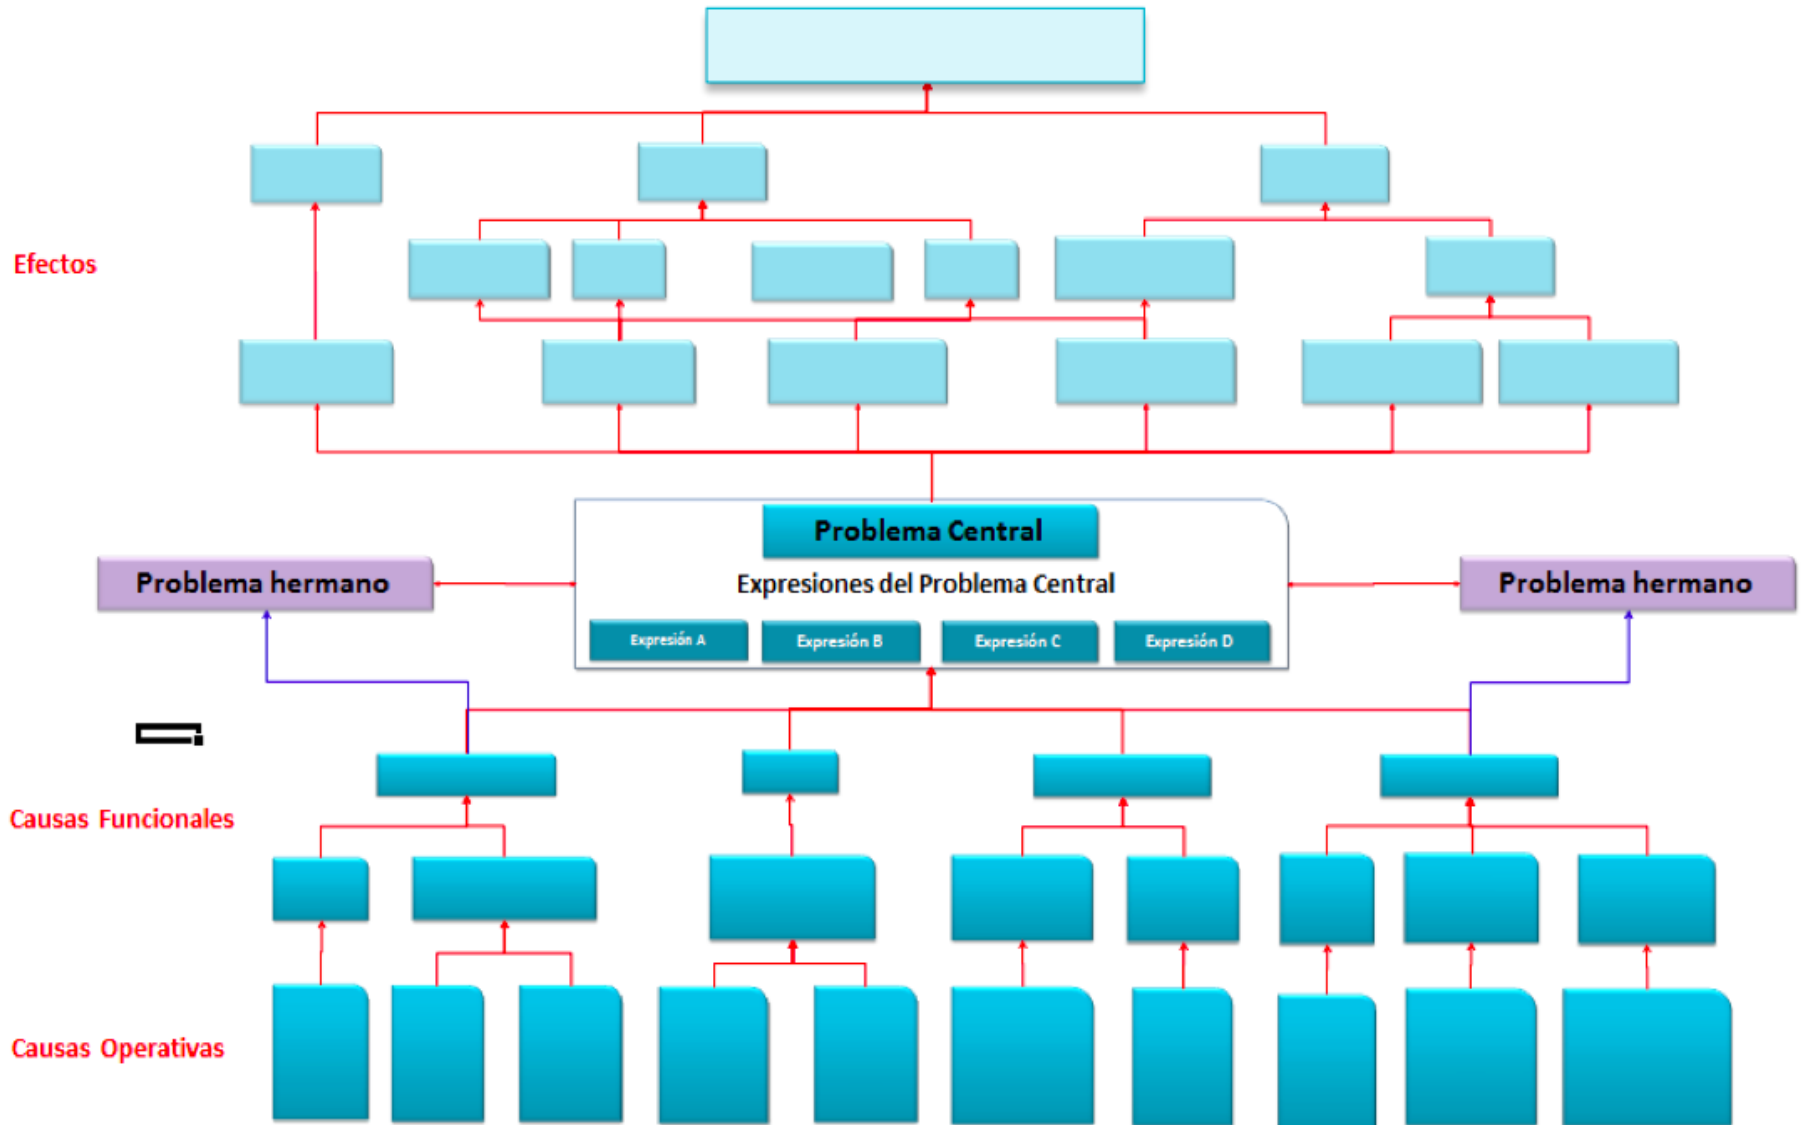 Efectos
Problema Central
Problema hermano
Expresiones del Problema Central
Problema hermano
Expresión A
Expresión B
Expresión C
Expresión D
Causas Funcionales
Causas Operativas